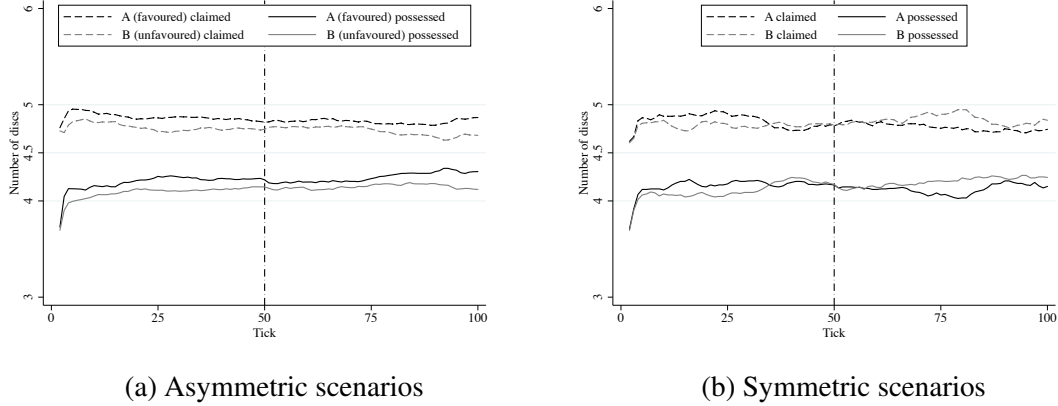 6
A (favoured) claimed
A (favoured) possessed
B (unfavoured) claimed
B (unfavoured) possessed
5
Number of discs
4.5
4
3
0
25
50
75
100
Tick
(a) Asymmetric scenarios
6
A claimed
A possessed
B claimed
B possessed
5
Number of discs
4.5
4
3
0
25
50
75
100
Tick
(b) Symmetric scenarios